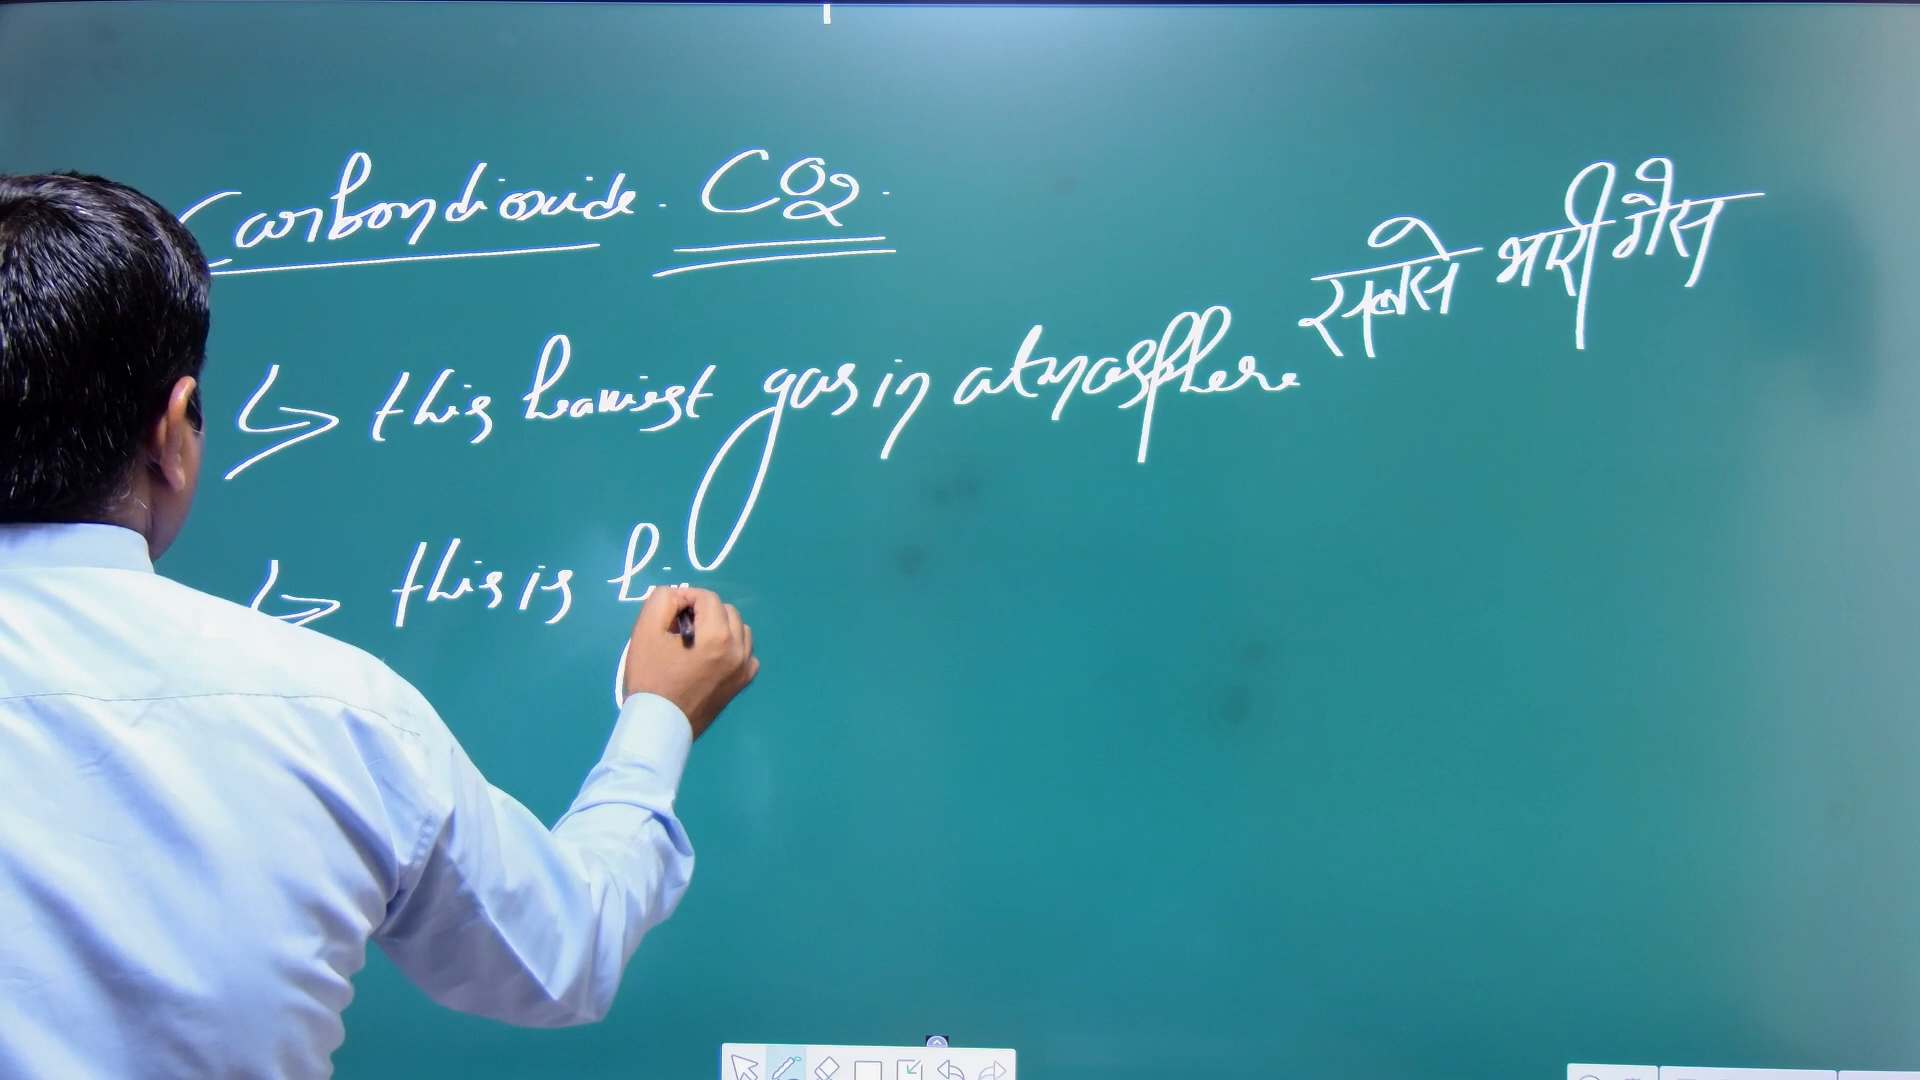 Carbondioxide. CO2.
↳ this heaviest gas in atmosphere सबसे भारी गैस
↳ this is